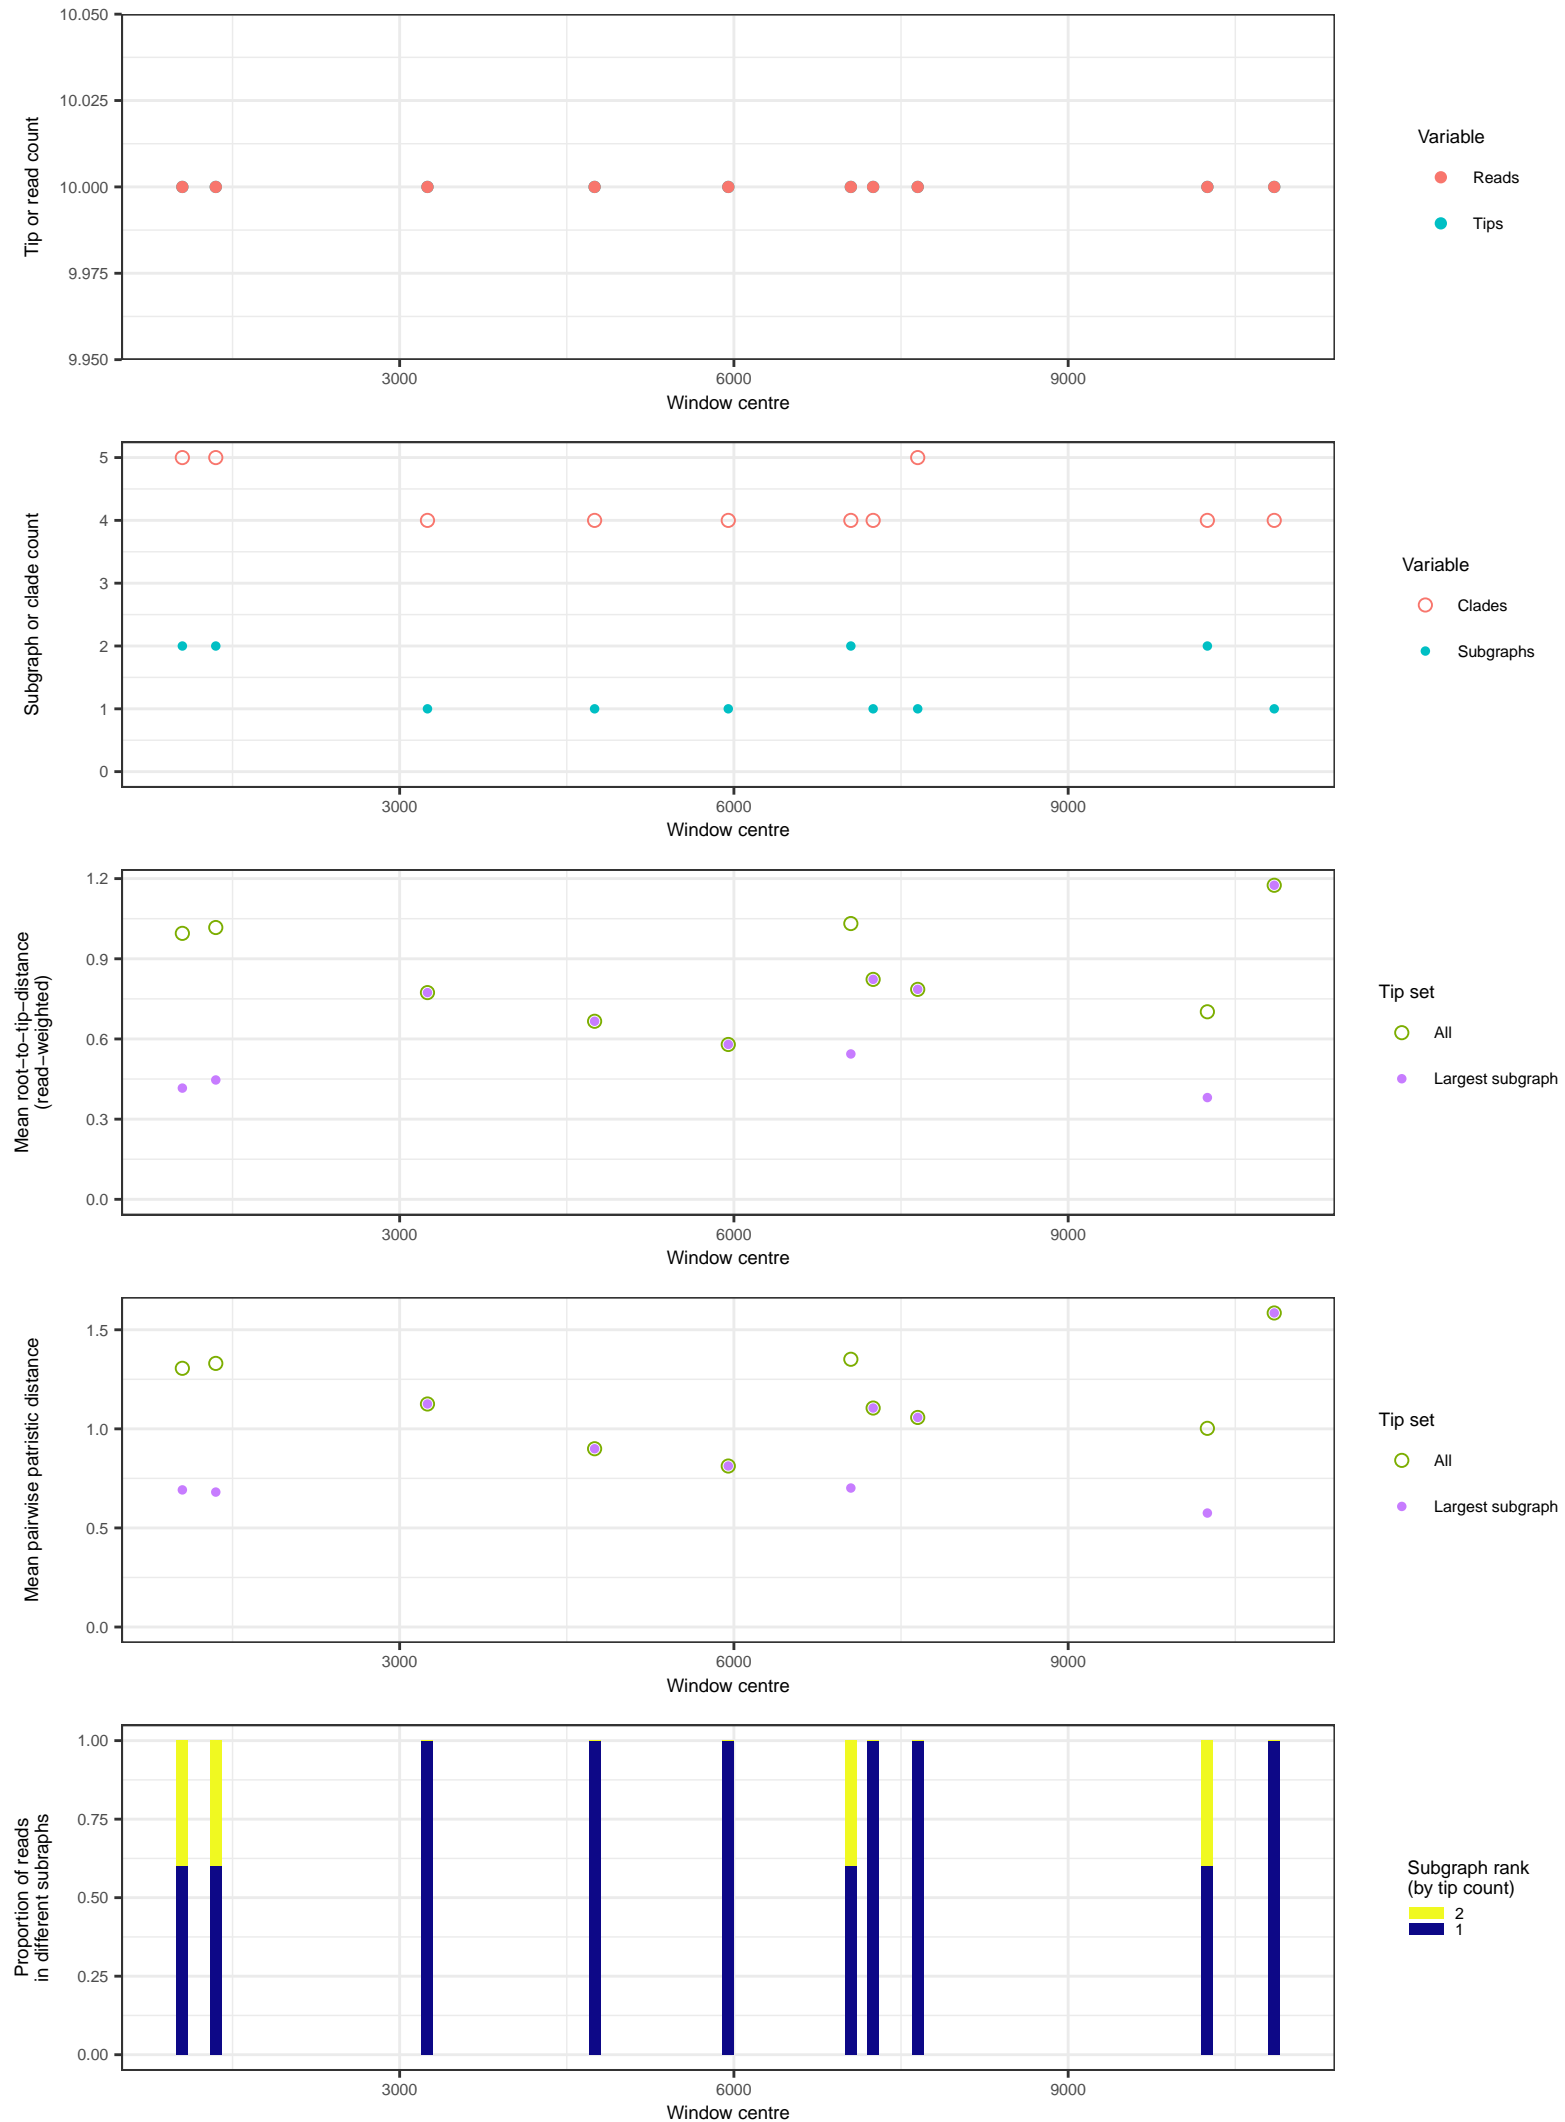 10.050
10.025
10.000
9.975
9.950
Tip or read count
3000 6000 9000
Window centre
Variable
Reads
Tips
5
4
3
2
1
0
Subgraph or clade count
3000 6000 9000
Window centre
Variable
Clades
Subgraphs
1.2
0.9
0.6
0.3
0.0
Mean root−to−tip−distance
(read−weighted)
3000 6000 9000
Window centre
Tip set
All
Largest subgraph
1.5
1.0
0.5
0.0
Mean pairwise patristic distance
3000 6000 9000
Window centre
Tip set
All
Largest subgraph
1.00
0.75
0.50
0.25
0.00
Proportion of reads
in different subraphs
3000 6000 9000
Window centre
Subgraph rank
(by tip count)
2
1